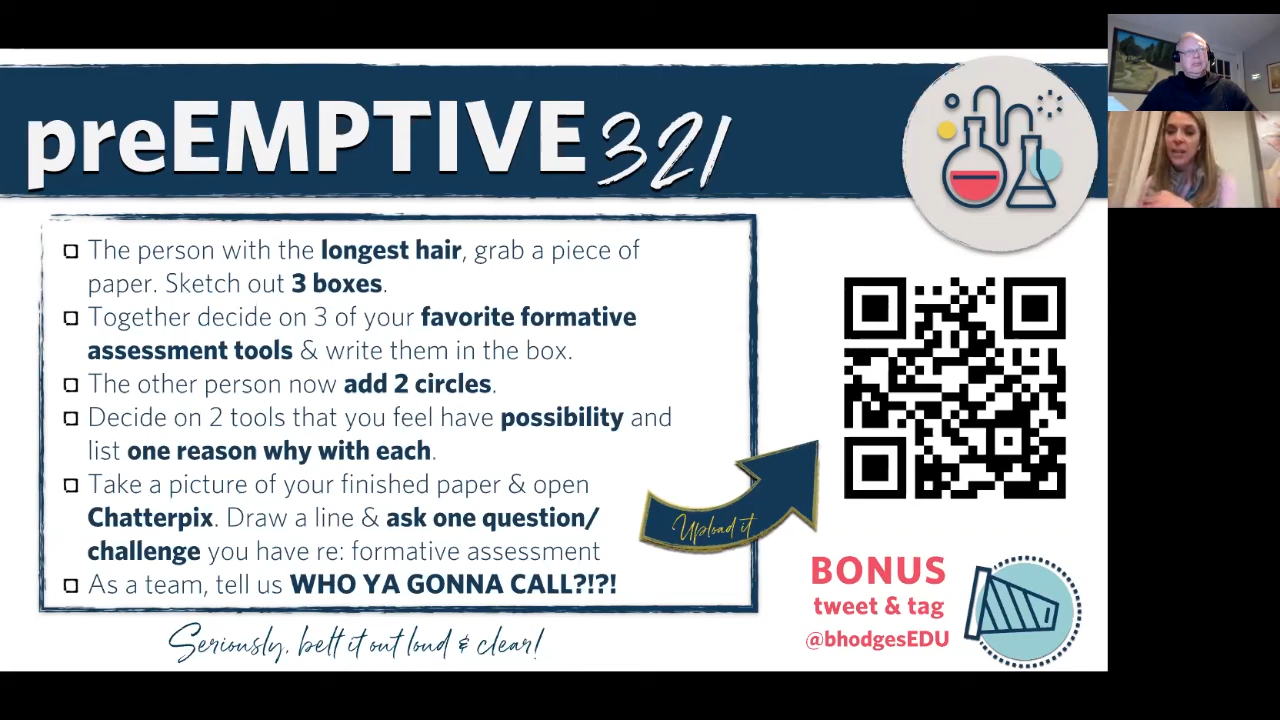 preEMPTIVE 321
The person with the longest hair, grab a piece of
paper. Sketch out 3 boxes.
Together decide on 3 of your favorite formative
assessment tools & write them in the box.
The other person now add 2 circles.
Decide on 2 tools that you feel have possibility and
list one reason why with each.
Take a picture of your finished paper & open
Chatterpix. Draw a line & ask one question/
challenge you have re: formative assessment
As a team, tell us WHO YA GONNA CALL?!?!
Seriously, belt it out loud & clear!
Upload it
BONUS
tweet & tag
@bhodgesEDU